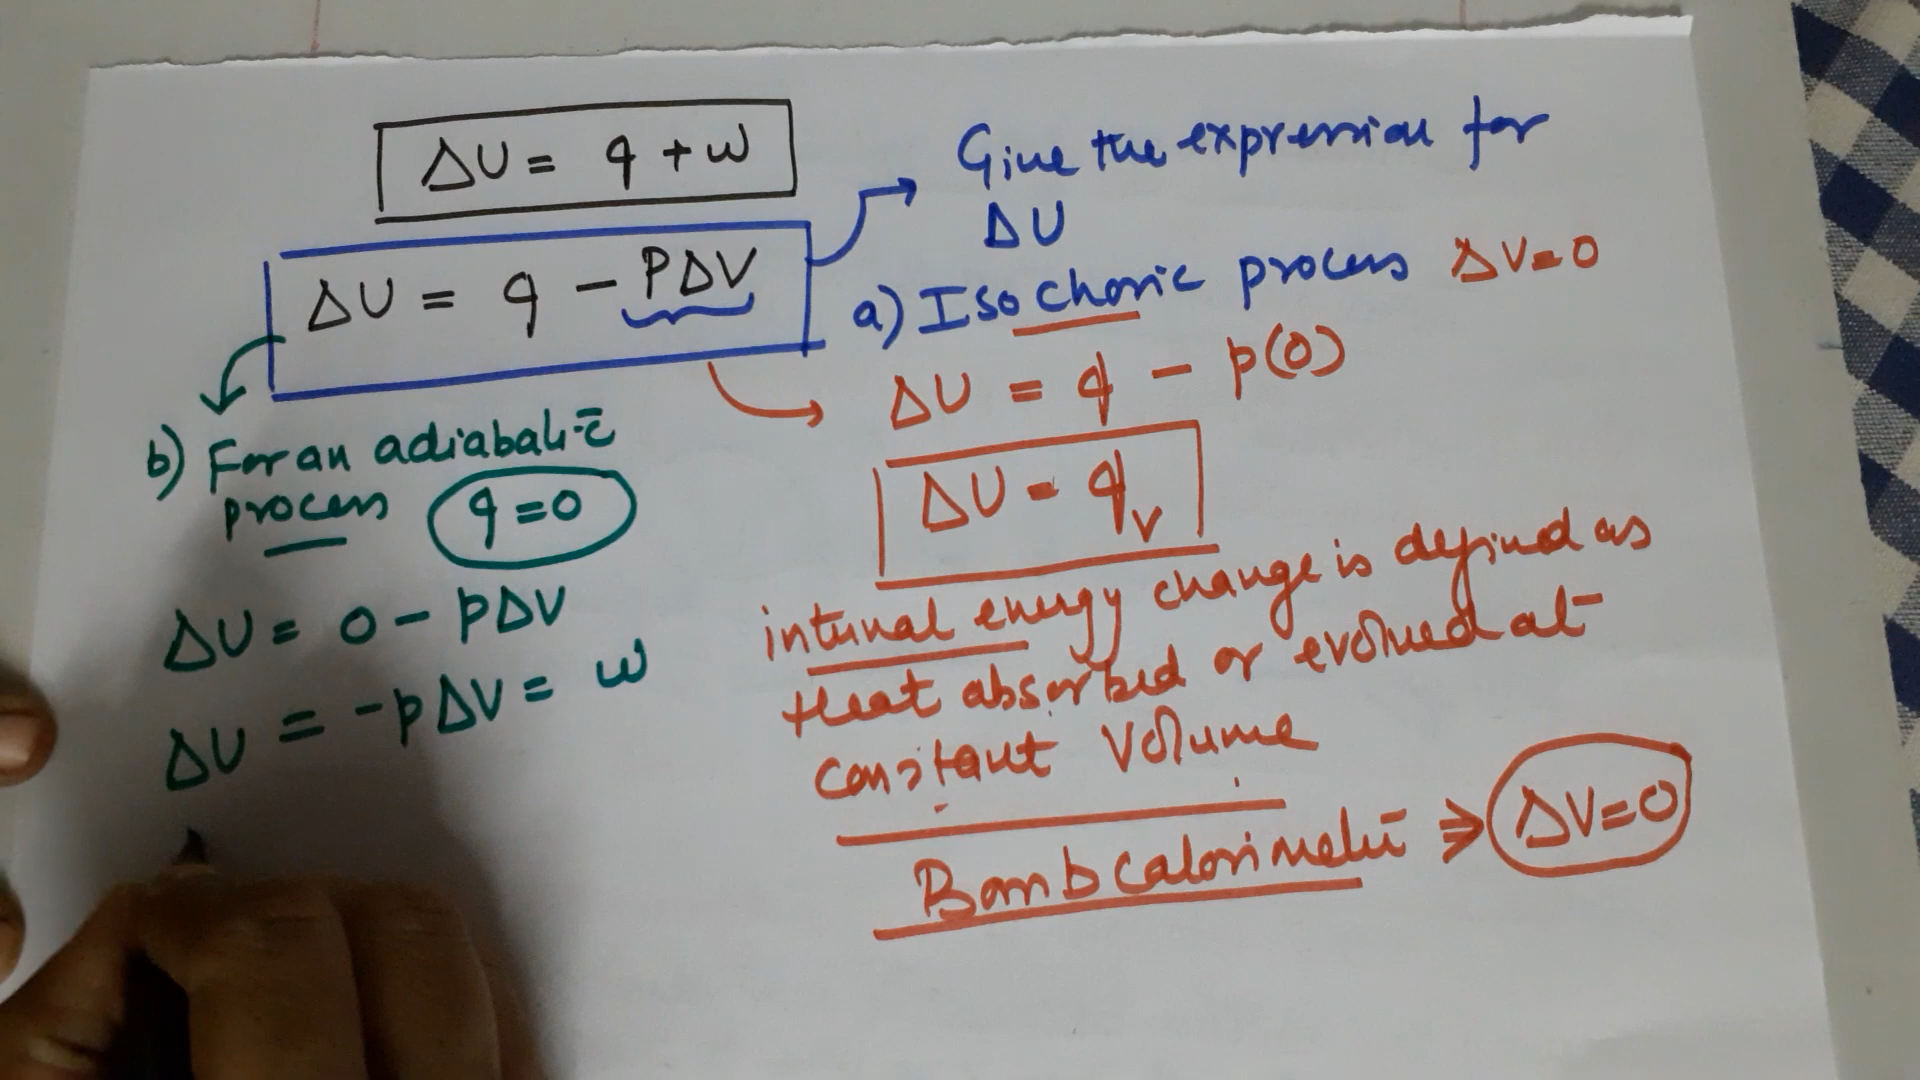 ΔU = q + w
ΔU = q - PΔV
Give the expression for
ΔU
a) Isochoric process ΔV=0
ΔU = q - p(0)
ΔU = qv
internal energy change is defined as
Heat absorbed or evolved at
constant volume
Bomb calorimeter ⇒ ΔV=0
b) For an adiabatic
process q=0
ΔU = 0 - PΔV
ΔU = -PΔV = w